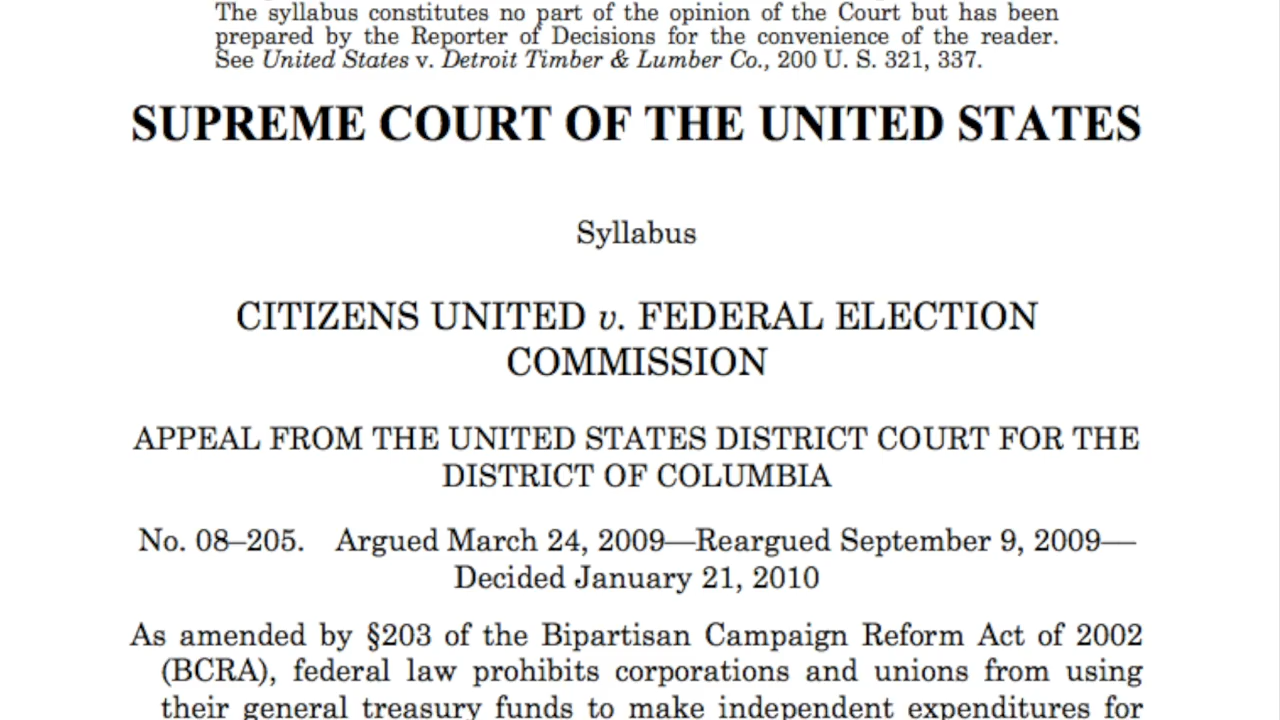 The syllabus constitutes no part of the opinion of the Court but has been
prepared by the Reporter of Decisions for the convenience of the reader.
See United States v. Detroit Timber & Lumber Co., 200 U. S. 321, 337.
SUPREME COURT OF THE UNITED STATES
Syllabus
CITIZENS UNITED v. FEDERAL ELECTION
COMMISSION
APPEAL FROM THE UNITED STATES DISTRICT COURT FOR THE
DISTRICT OF COLUMBIA
No. 08–205. Argued March 24, 2009—Reargued September 9, 2009—
Decided January 21, 2010
As amended by §203 of the Bipartisan Campaign Reform Act of 2002
(BCRA), federal law prohibits corporations and unions from using
their general treasury funds to make independent expenditures for